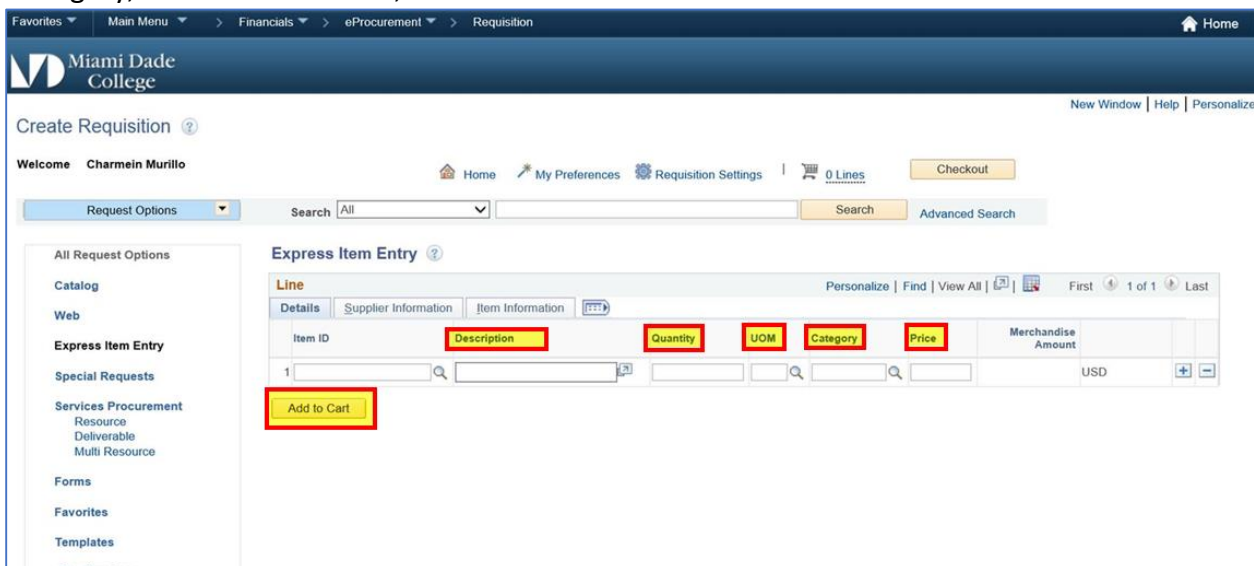 Favorites Main Menu > Financials > eProcurement > Requisition Home
Miami Dade
College
New Window | Help | Personalize
Create Requisition
Welcome Charmein Murillo
Home My Preferences Requisition Settings | 0 Lines Checkout
Request Options Search All Search Advanced Search
All Request Options
Catalog
Web
Express Item Entry
Special Requests
Services Procurement
Resource
Deliverable
Multi Resource
Forms
Favorites
Templates
Express Item Entry
Line Personalize | Find | View All | First 1 of 1 Last
Details Supplier Information Item Information
Item ID Description Quantity UOM Category Price Merchandise Amount
1 USD
Add to Cart